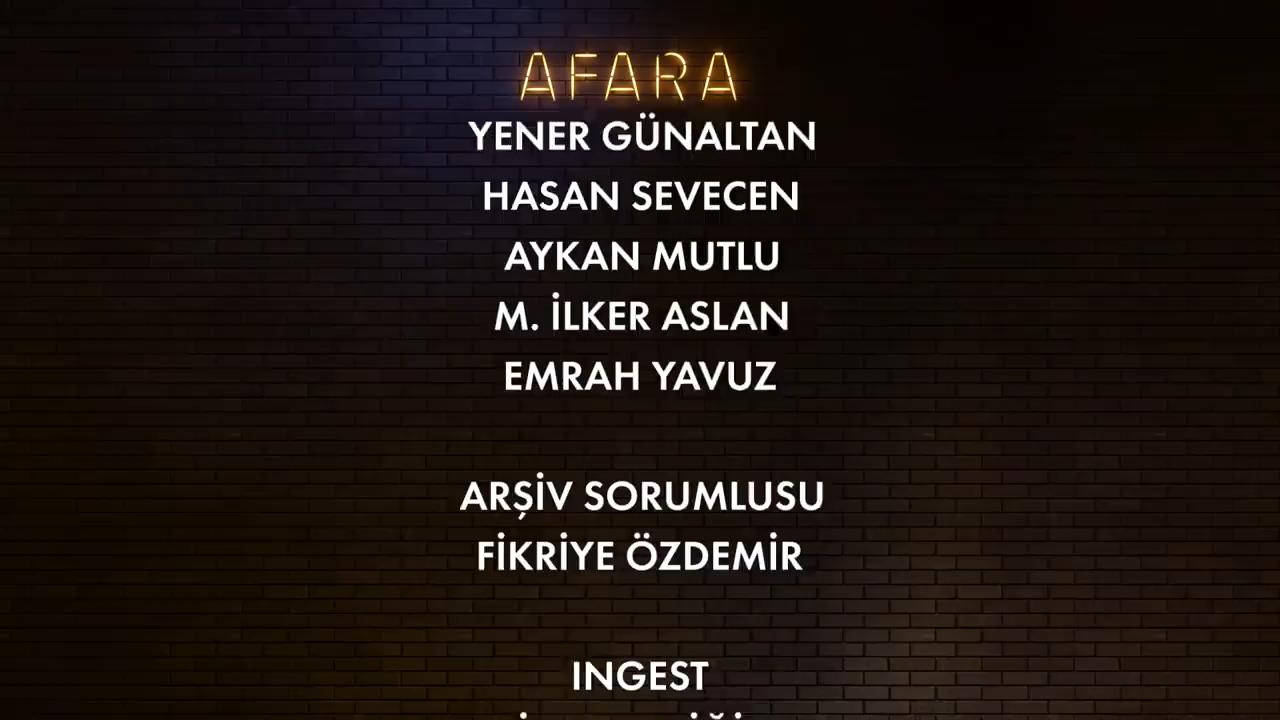 AFARA
YENER GÜNALTAN
HASAN SEVECEN
AYKAN MUTLU
M. İLKER ASLAN
EMRAH YAVUZ
ARŞİV SORUMLUSU
FİKRİYE ÖZDEMİR
INGEST